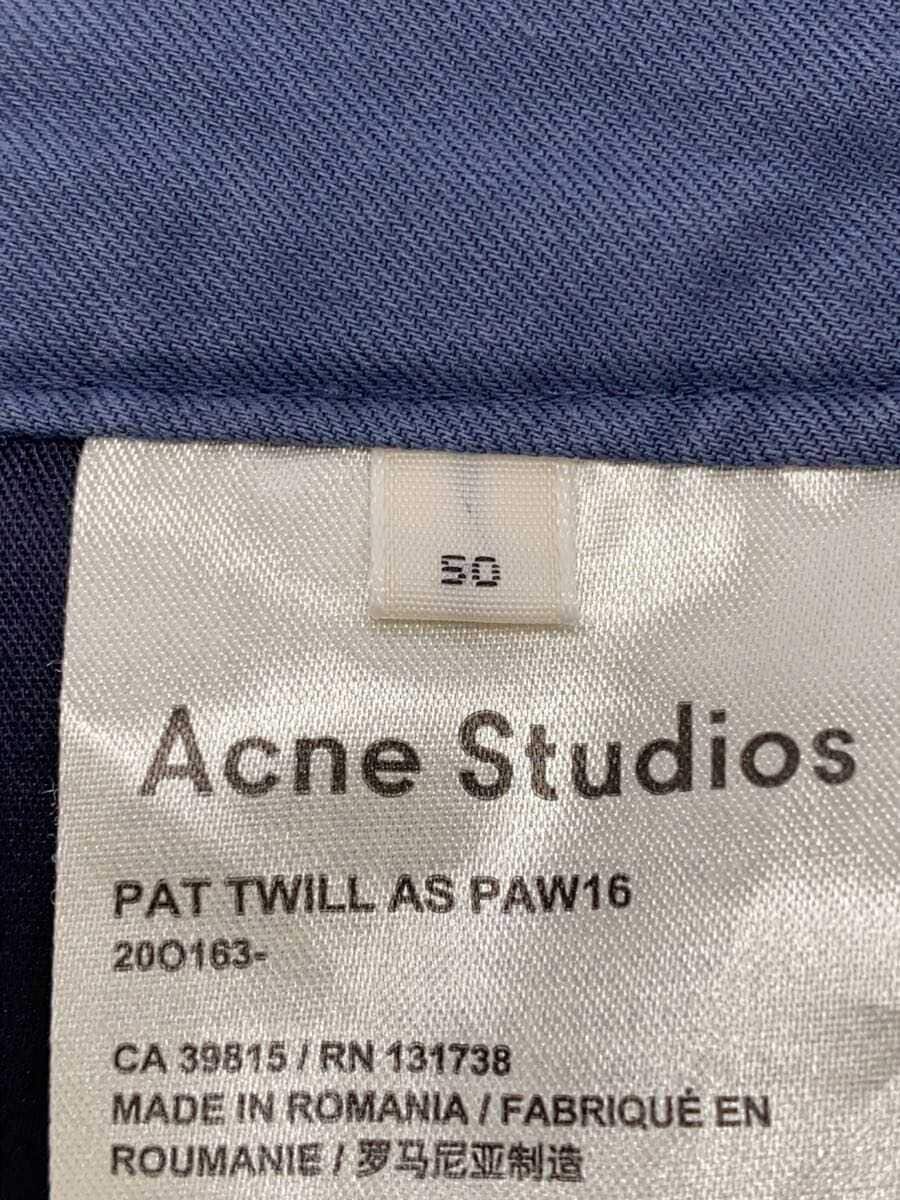 50
Acne Studios
PAT TWILL AS PAW16
20O163-
CA 39815 / RN 131738
MADE IN ROMANIA / FABRIQUÉ EN
ROUMANIE / 罗马尼亚制造